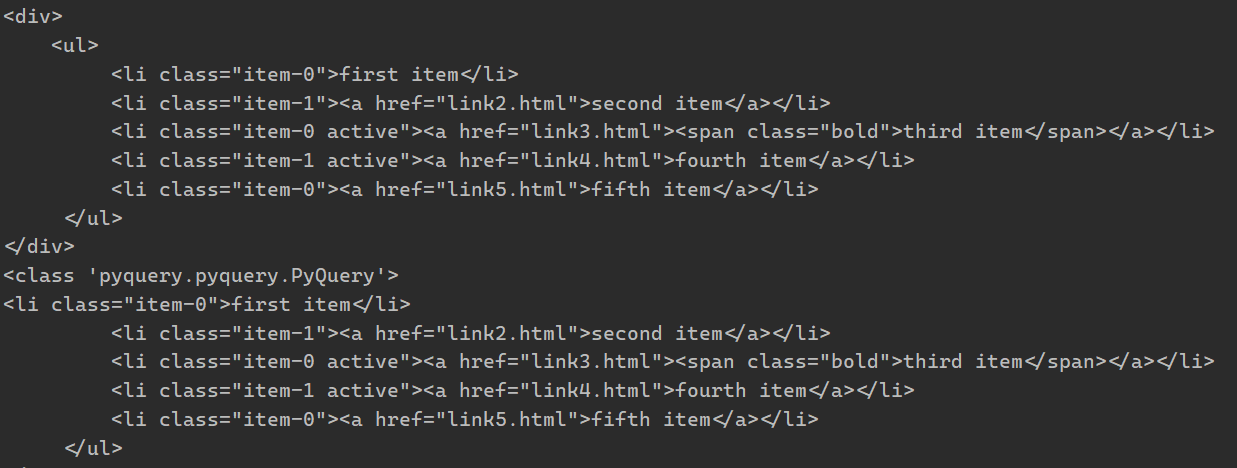 <div>
    <ul>
         <li class="item-0">first item</li>
         <li class="item-1"><a href="link2.html">second item</a></li>
         <li class="item-0 active"><a href="link3.html"><span class="bold">third item</span></a></li>
         <li class="item-1 active"><a href="link4.html">fourth item</a></li>
         <li class="item-0"><a href="link5.html">fifth item</a></li>
     </ul>
</div>
<class 'pyquery.pyquery.PyQuery'>
<li class="item-0">first item</li>
         <li class="item-1"><a href="link2.html">second item</a></li>
         <li class="item-0 active"><a href="link3.html"><span class="bold">third item</span></a></li>
         <li class="item-1 active"><a href="link4.html">fourth item</a></li>
         <li class="item-0"><a href="link5.html">fifth item</a></li>
     </ul>